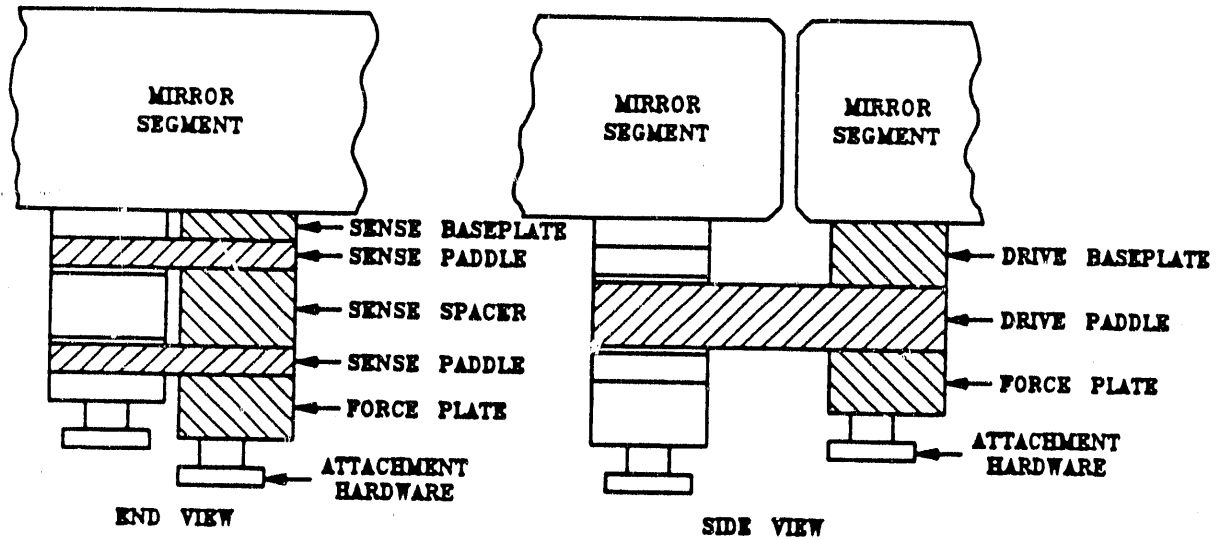 MIRROR
SEGMENT
SENSE BASEPLATE
SENSE PADDLE
SENSE SPACER
SENSE PADDLE
FORCE PLATE
ATTACHMENT
HARDWARE
END VIEW
MIRROR
SEGMENT
MIRROR
SEGMENT
DRIVE BASEPLATE
DRIVE PADDLE
FORCE PLATE
ATTACHMENT
HARDWARE
SIDE VIEW